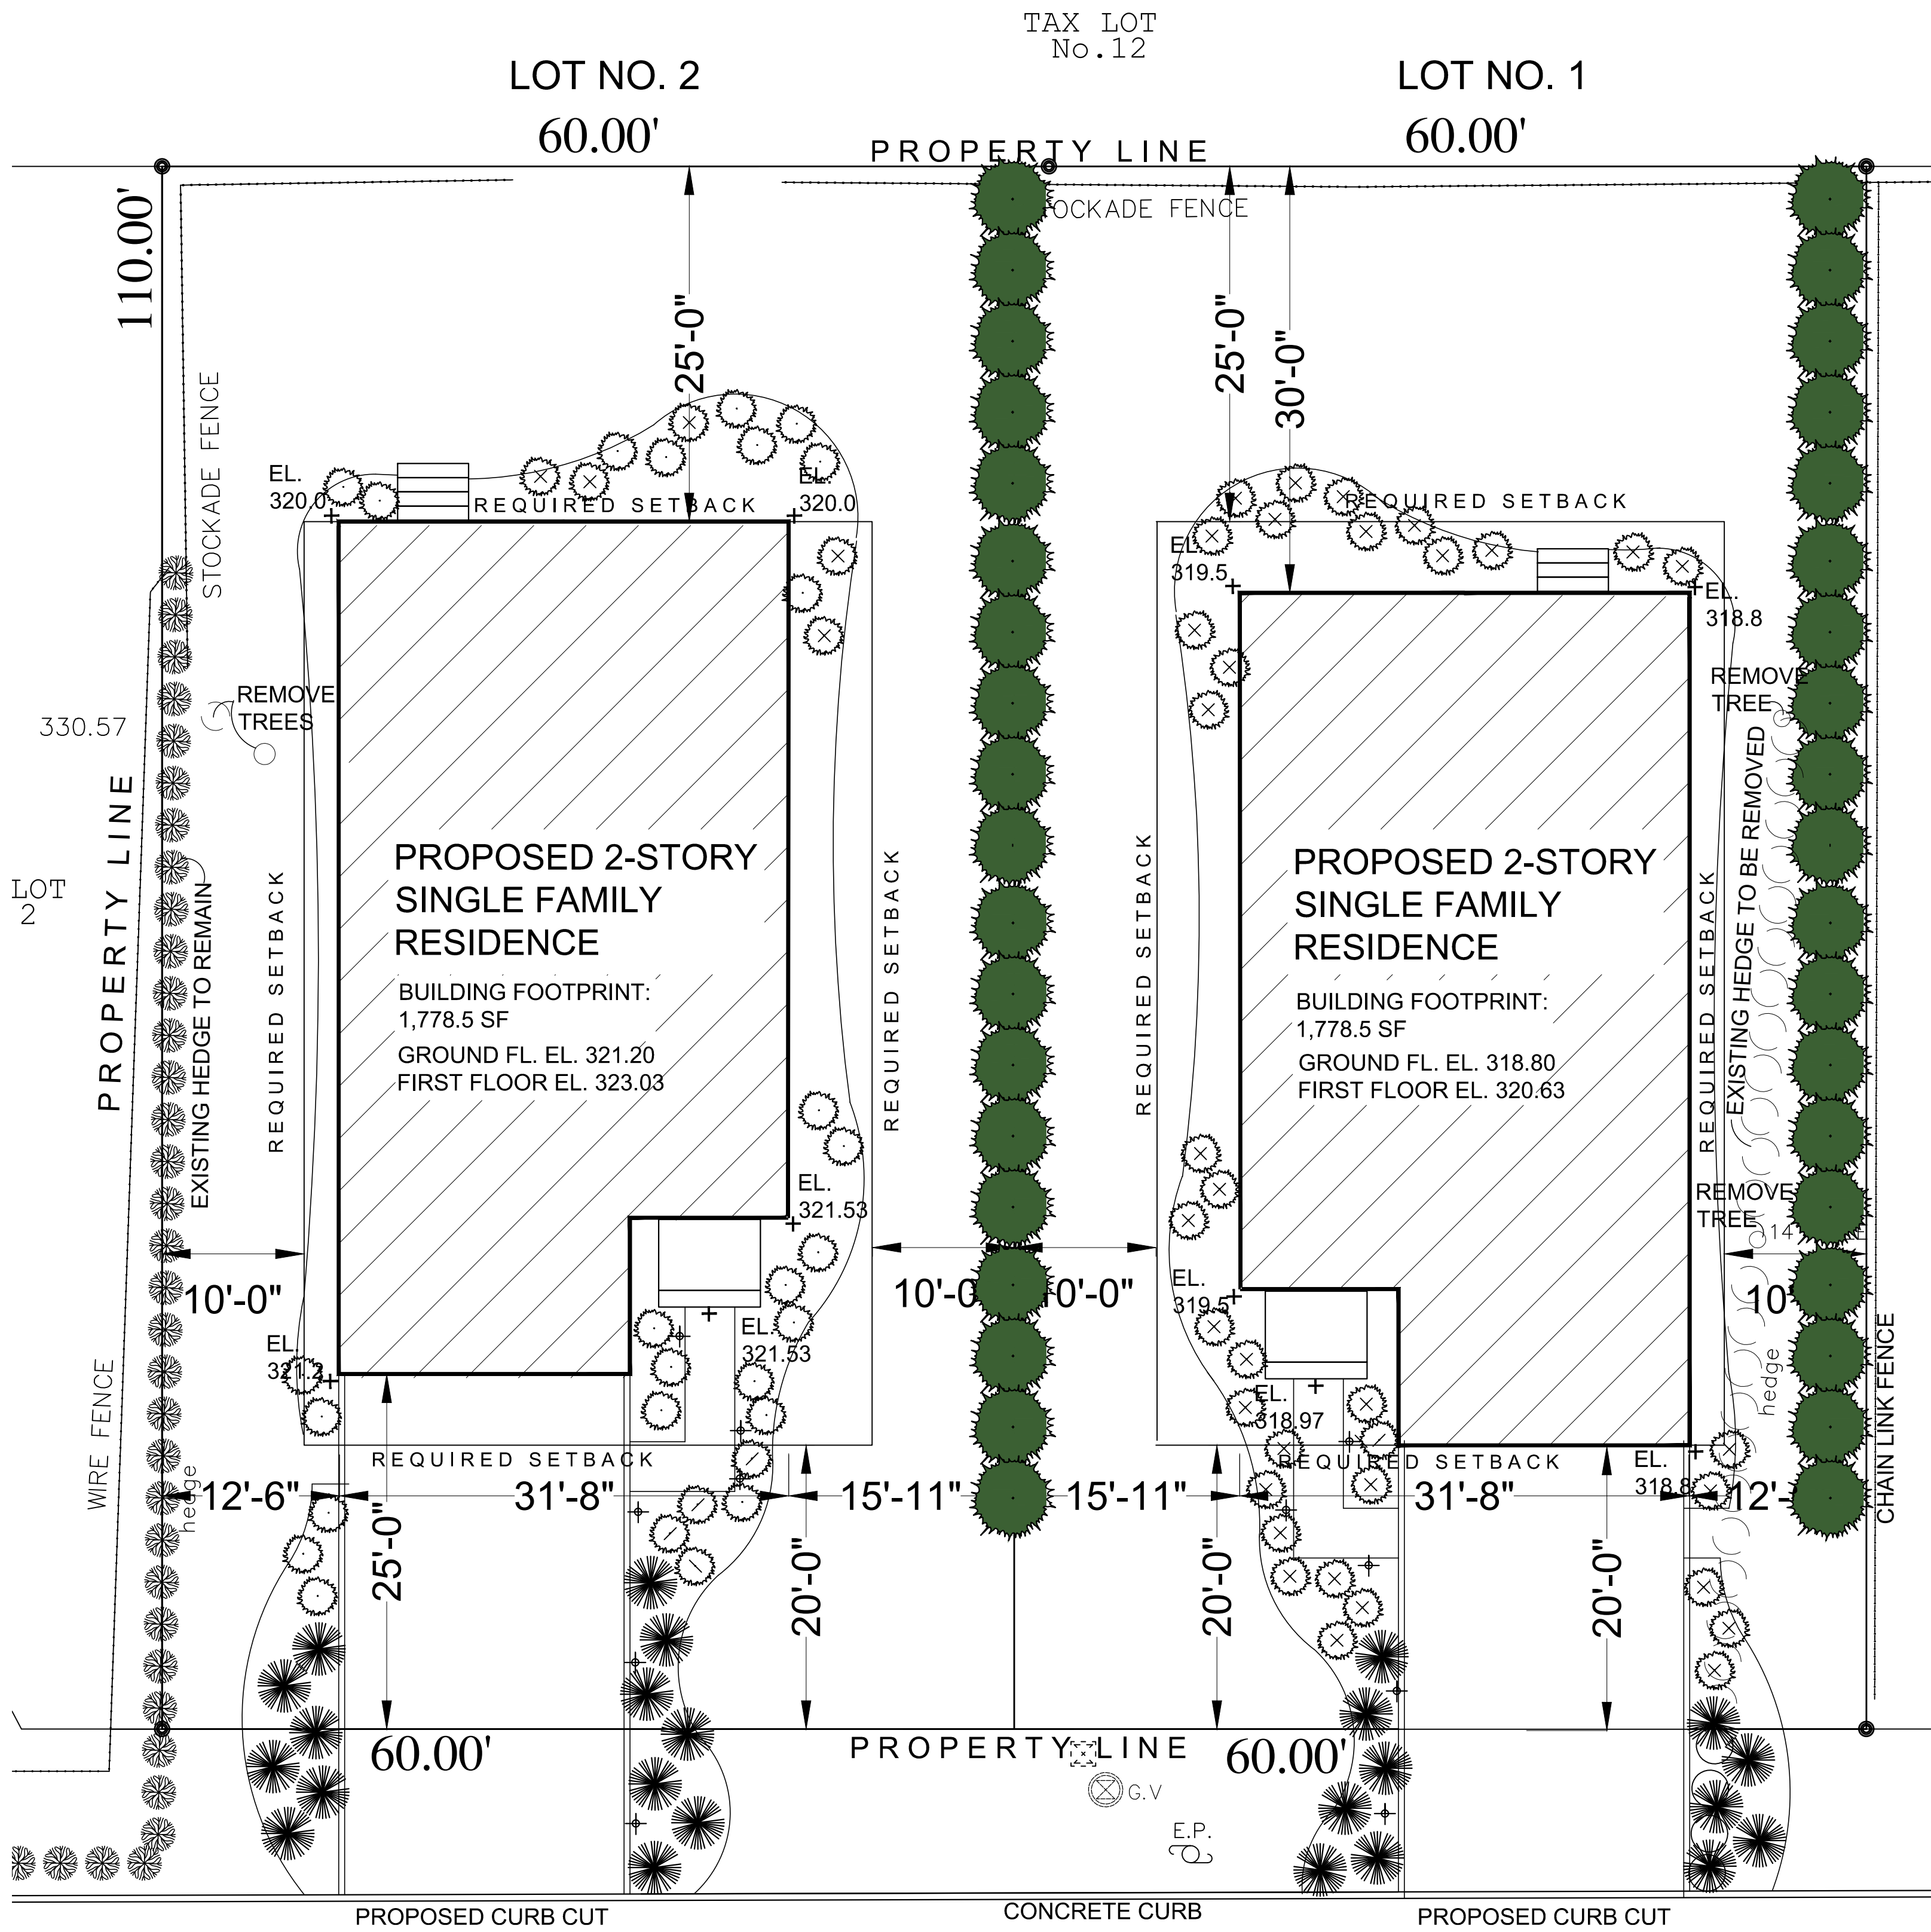 TAX LOT
No.12
LOT NO. 2
LOT NO. 1
60.00'
60.00'
PROPERTY LINE
110.00'
OCKADE FENCE
25'-0"
25'-0"
30'-0"
STOCKADE FENCE
EL.
320.0
EL.
320.0
REQUIRED SETBACK
REQUIRED SETBACK
EL.
319.5
EL.
318.8
REMOVE
TREES
REMOVE
TREE
330.57
PROPERTY LINE
LOT
2
EXISTING HEDGE TO REMAIN
REQUIRED SETBACK
PROPOSED 2-STORY
SINGLE FAMILY
RESIDENCE
BUILDING FOOTPRINT:
1,778.5 SF
GROUND FL. EL. 321.20
FIRST FLOOR EL. 323.03
REQUIRED SETBACK
REQUIRED SETBACK
PROPOSED 2-STORY
SINGLE FAMILY
RESIDENCE
BUILDING FOOTPRINT:
1,778.5 SF
GROUND FL. EL. 318.80
FIRST FLOOR EL. 320.63
REQUIRED SETBACK
EXISTING HEDGE TO BE REMOVED
EL.
321.53
REMOVE
TREE
14
10'-0"
10'-0
0'-0"
10'
EL.
319.5
EL.
321.2
EL.
321.53
EL.
318.97
hedge
CHAIN LINK FENCE
WIRE FENCE
hedge
REQUIRED SETBACK
REQUIRED SETBACK
EL.
318.8
12'-6"
31'-8"
15'-11"
15'-11"
31'-8"
12'-
25'-0"
20'-0"
20'-0"
20'-0"
60.00'
PROPERTY LINE
60.00'
G.V
E.P.
PROPOSED CURB CUT
CONCRETE CURB
PROPOSED CURB CUT